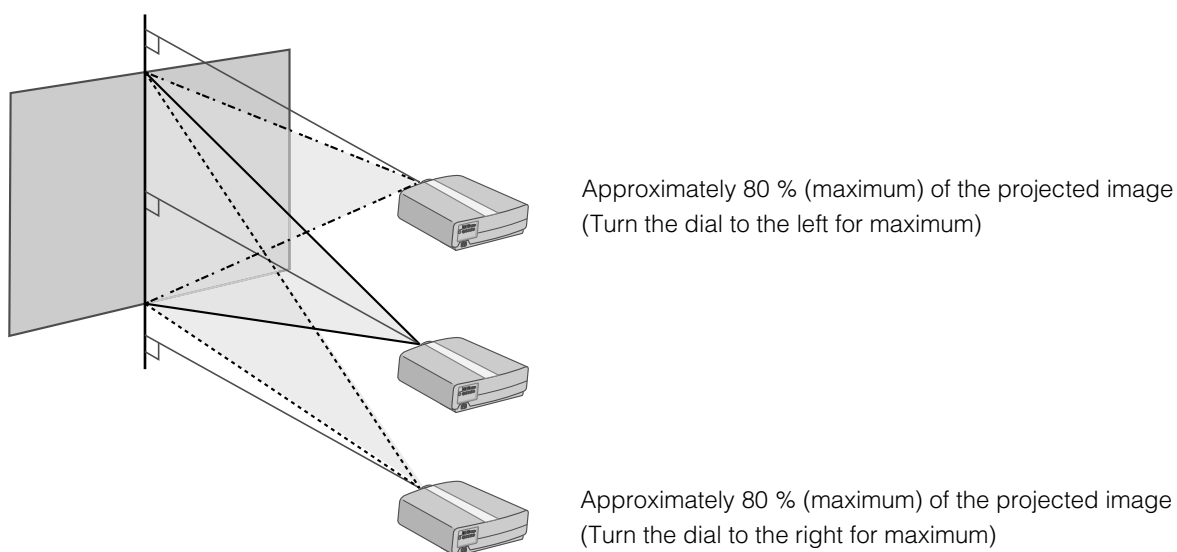 Approximately 80 % (maximum) of the projected image
(Turn the dial to the left for maximum)
Approximately 80 % (maximum) of the projected image
(Turn the dial to the right for maximum)